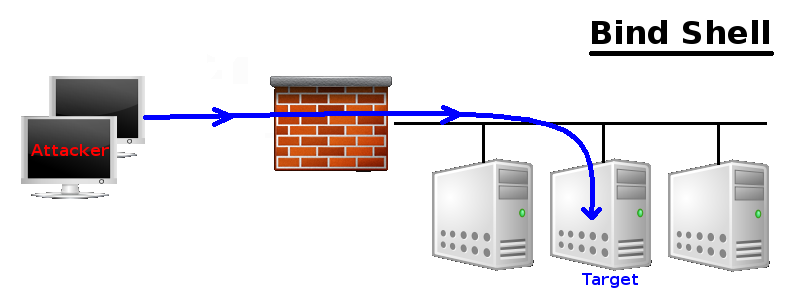 Bind Shell
Attacker
Target